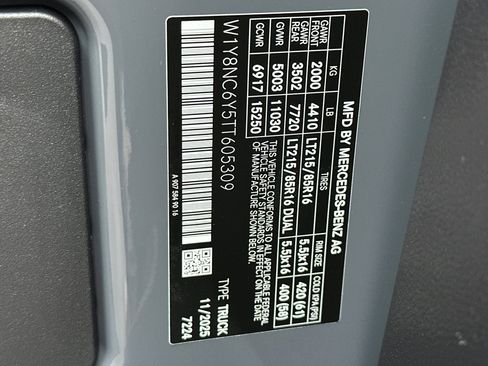 MFD BY MERCEDES-BENZ AG
KG LB TIRES RIM SIZE COLD KPA/(PSI)
GAWR FRONT 2000 4410 LT215/85R16 5.5Jx16 420 (61)
GAWR REAR 3502 7720 LT215/85R16 DUAL 5.5Jx16 400 (58)
GVWR 5003 11030
GCWR 6917 15250
THIS VEHICLE CONFORMS TO ALL APPLICABLE U.S. FEDERAL MOTOR
VEHICLE SAFETY STANDARDS
IN EFFECT ON THE DATE OF
MANUFACTURE SHOWN BELOW.
W1Y8NC6Y5TT605309
TYPE TRUCK
11/2025
7224
A 907 584 90 16